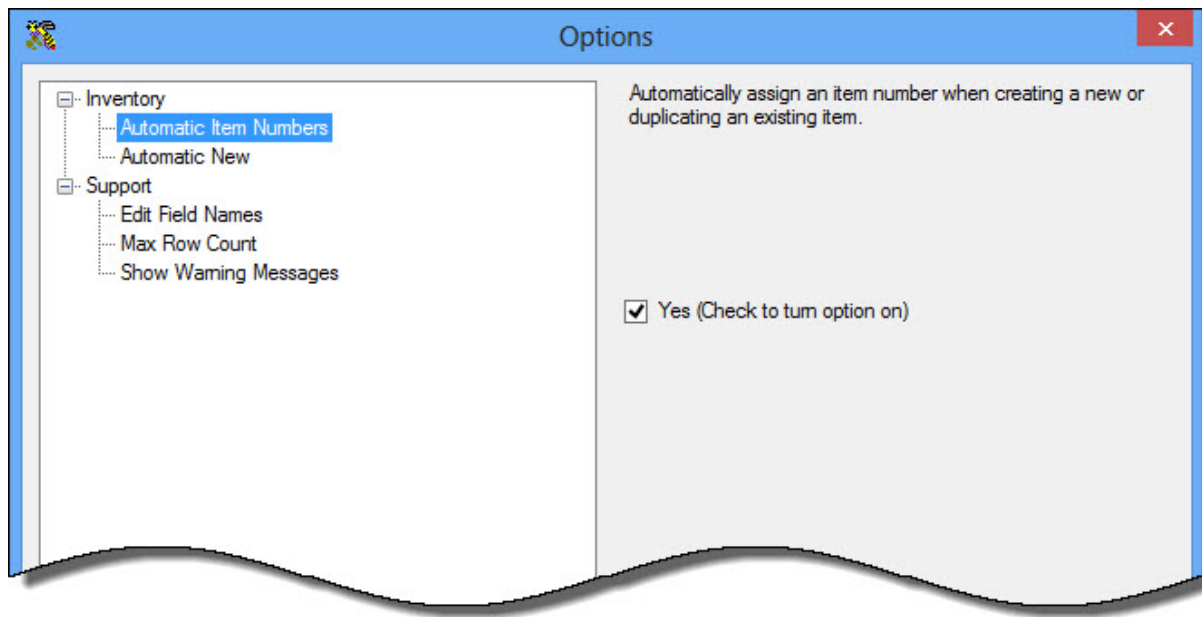 Options
Inventory
Automatic Item Numbers
Automatic New
Support
Edit Field Names
Max Row Count
Show Warning Messages
Automatically assign an item number when creating a new or
duplicating an existing item.
Yes (Check to turn option on)